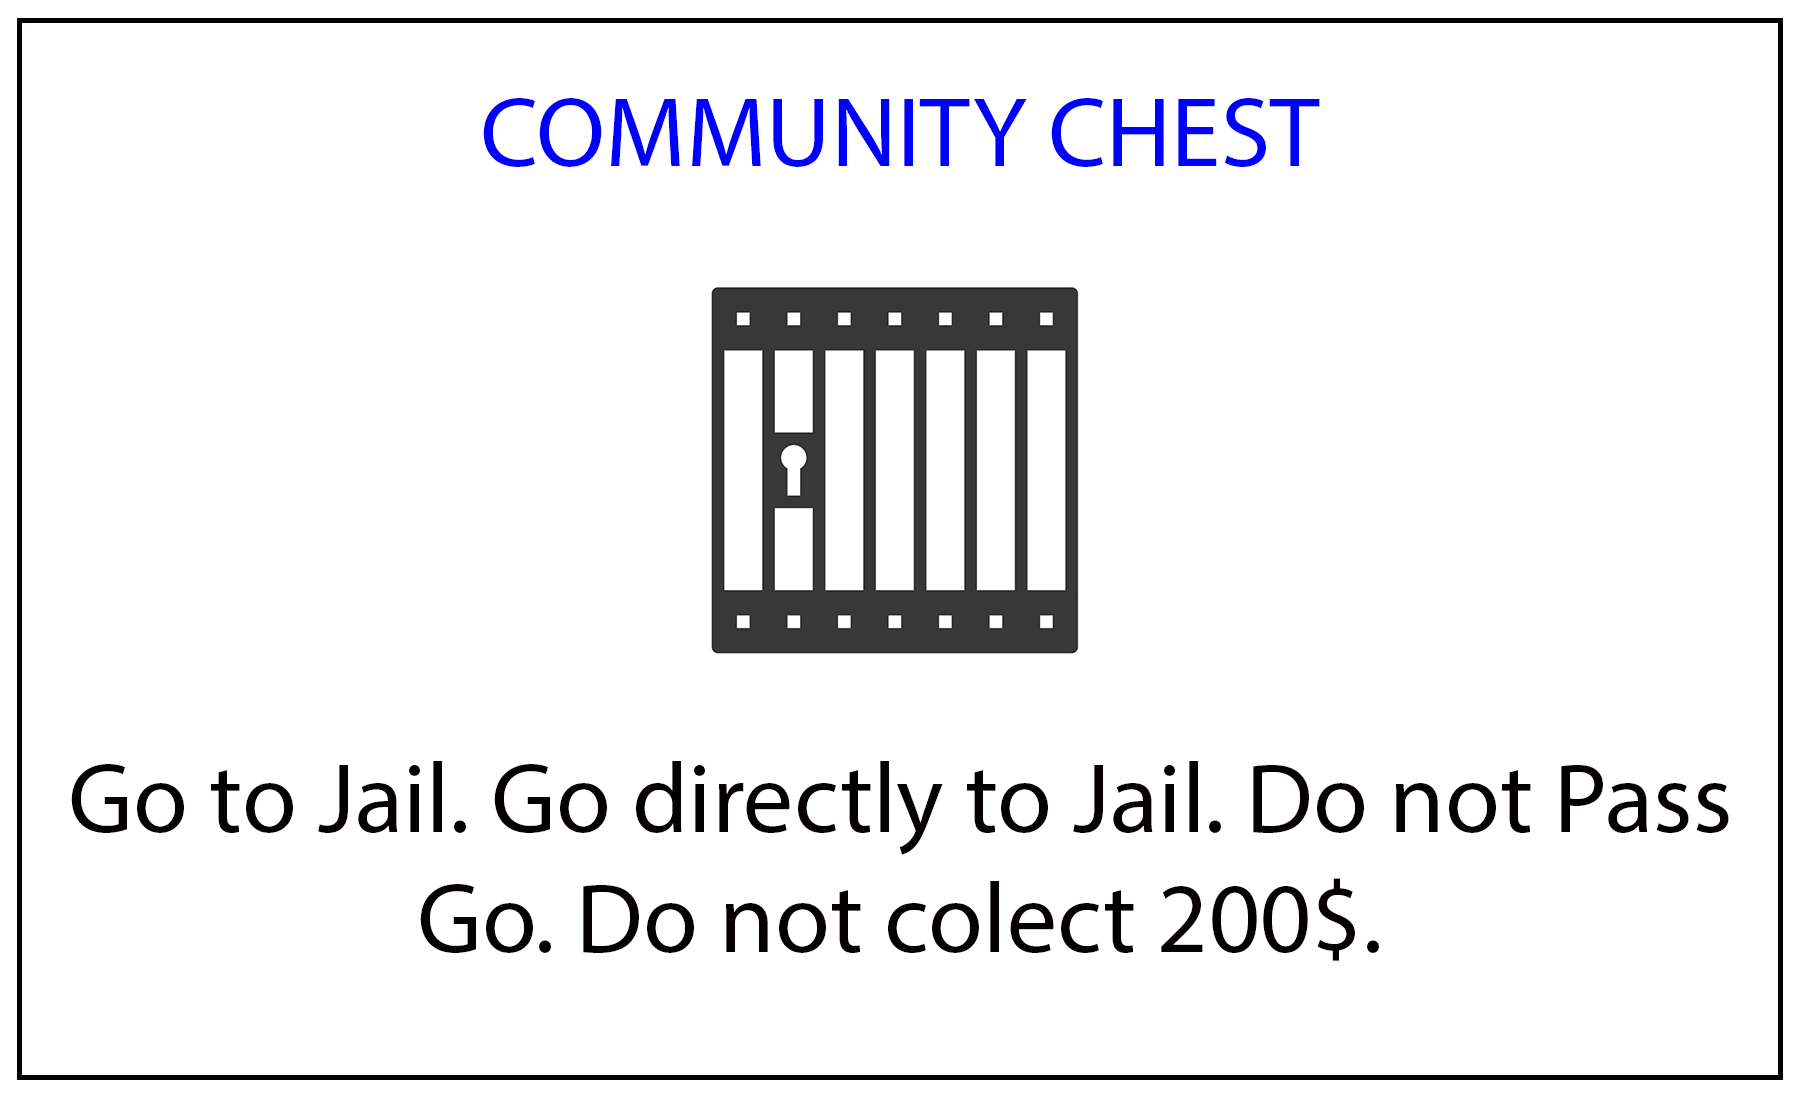 COMMUNITY CHEST
Go to Jail. Go directly to Jail. Do not Pass
Go. Do not colect 200$.